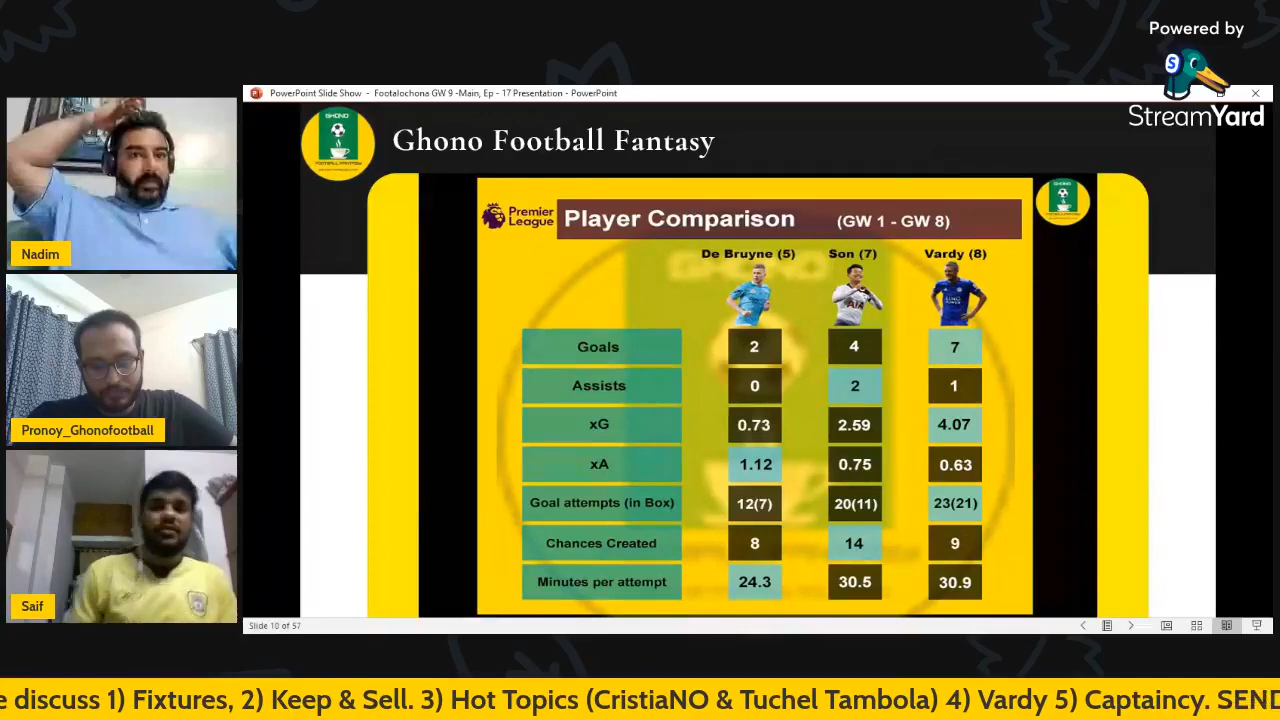 Powered by
StreamYard
PowerPoint Slide Show - Footalochona GW 9 -Main, Ep - 17 Presentation - PowerPoint
GHONO
Ghono Football Fantasy
Premier League
Player Comparison (GW 1 - GW 8)
De Bruyne (5) Son (7) Vardy (8)
Goals 2 4 7
Assists 0 2 1
xG 0.73 2.59 4.07
xA 1.12 0.75 0.63
Goal attempts (in Box) 12(7) 20(11) 23(21)
Chances Created 8 14 9
Minutes per attempt 24.3 30.5 30.9
Slide 10 of 57
Nadim
Pronoy_Ghonofootball
Saif
e discuss 1) Fixtures, 2) Keep & Sell. 3) Hot Topics (CristiaNO & Tuchel Tambola) 4) Vardy 5) Captaincy. SEND